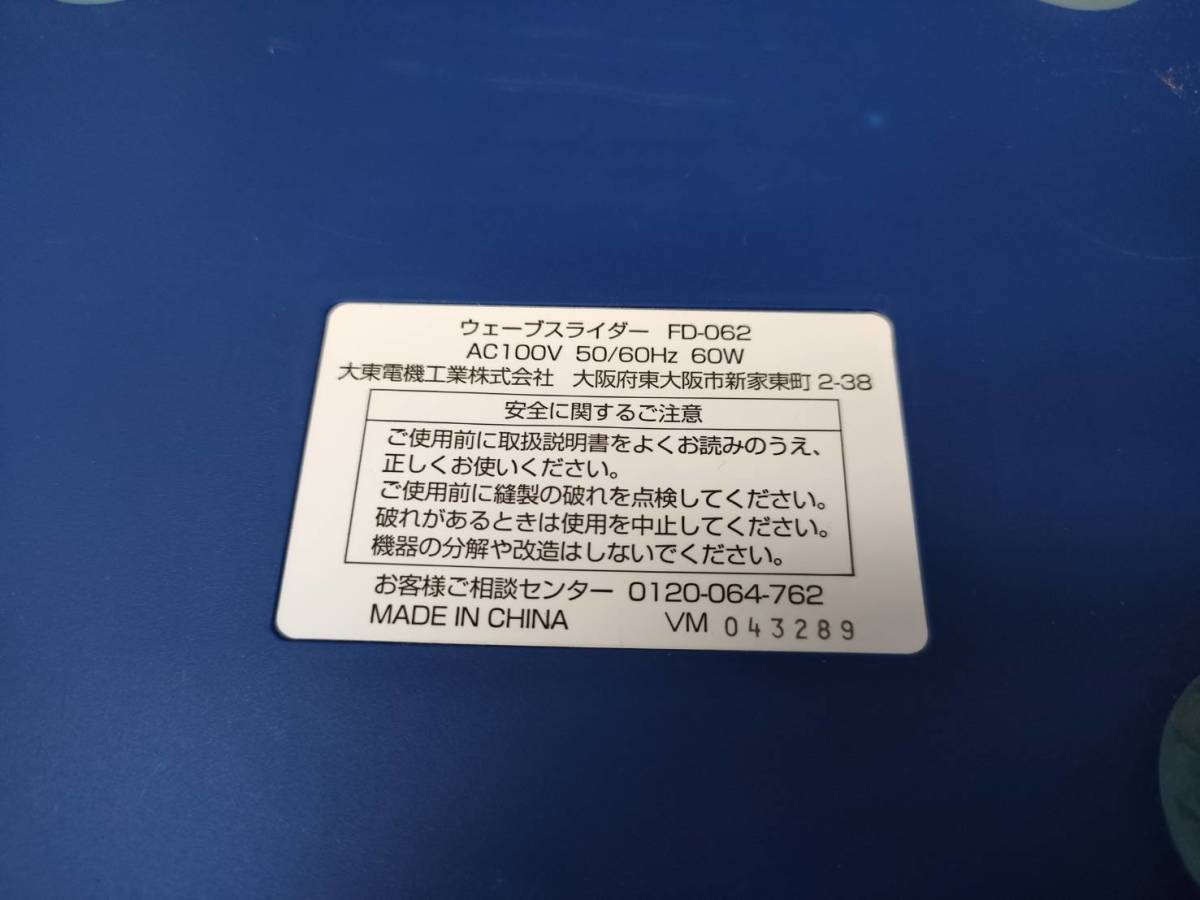 ウェーブスライダー FD-062
AC100V 50/60Hz 60W
大東電機工業株式会社 大阪府東大阪市新家東町2-38
安全に関するご注意
ご使用前に取扱説明書をよくお読みのうえ、
正しくお使いください。
ご使用前に縫製の破れを点検してください。
破れがあるときは使用を中止してください。
機器の分解や改造はしないでください。
お客様ご相談センター 0120-064-762
MADE IN CHINA VM 043289